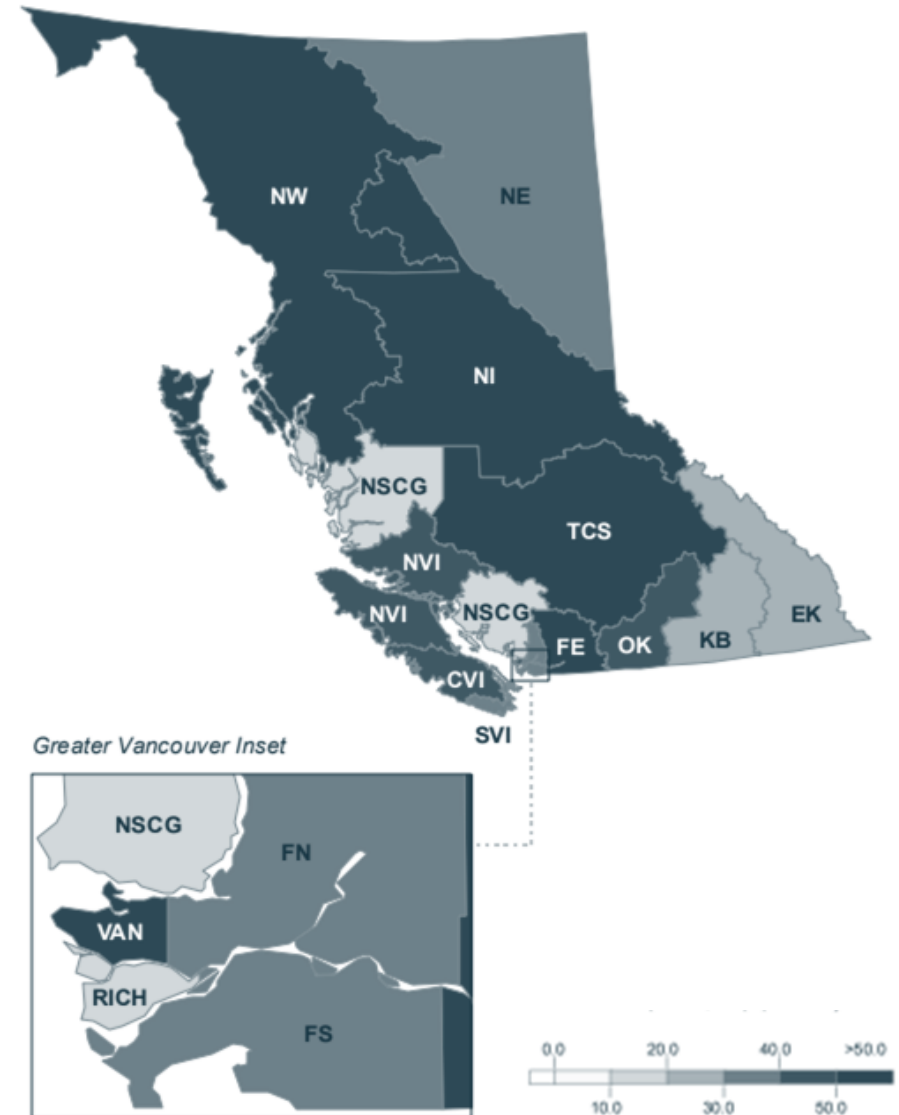 NW
NE
NI
NSCG
TCS
NVI
NVI
NSCG
EK
FE
OK
KB
CVI
SVI
Greater Vancouver Inset
NSCG
FN
VAN
RICH
FS
0.0 20.0 40.0 >50.0
10.0 30.0 50.0